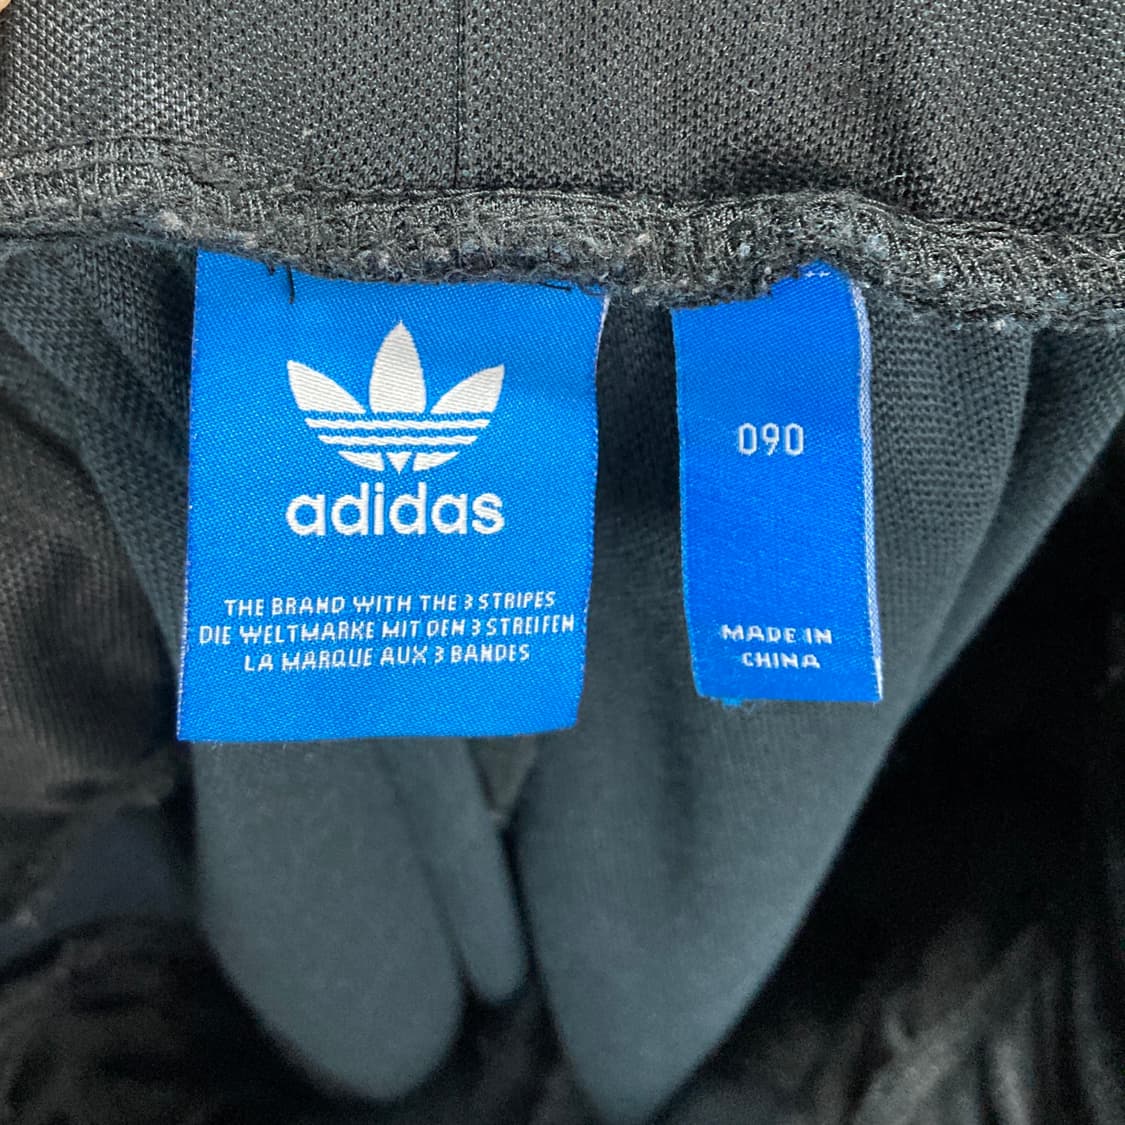 adidas
THE BRAND WITH THE 3 STRIPES
DIE WELTMARKE MIT DEN 3 STREIFEN
LA MARQUE AUX 3 BANDES
090
MADE IN
CHINA